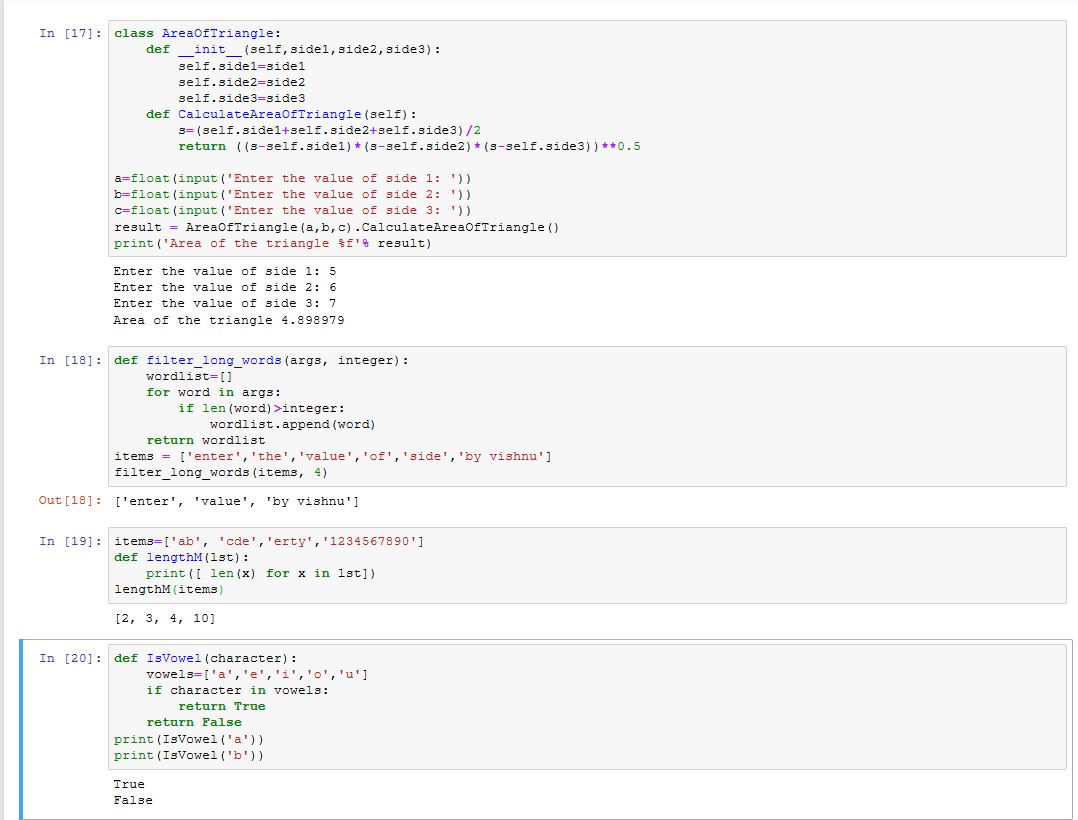 In [17]: class AreaOfTriangle:
    def __init__(self,side1,side2,side3):
        self.side1=side1
        self.side2=side2
        self.side3=side3
    def CalculateAreaOfTriangle(self):
        s=(self.side1+self.side2+self.side3)/2
        return ((s-self.side1)*(s-self.side2)*(s-self.side3))**0.5
a=float(input('Enter the value of side 1: '))
b=float(input('Enter the value of side 2: '))
c=float(input('Enter the value of side 3: '))
result = AreaOfTriangle(a,b,c).CalculateAreaOfTriangle()
print('Area of the triangle %f'% result)
Enter the value of side 1: 5
Enter the value of side 2: 6
Enter the value of side 3: 7
Area of the triangle 4.898979
In [18]: def filter_long_words(args, integer):
    wordlist=[]
    for word in args:
        if len(word)>integer:
            wordlist.append(word)
    return wordlist
items = ['enter','the','value','of','side','by vishnu']
filter_long_words(items, 4)
Out[18]: ['enter', 'value', 'by vishnu']
In [19]: items=['ab', 'cde','erty','1234567890']
def lengthM(lst):
    print([ len(x) for x in lst])
lengthM(items)
[2, 3, 4, 10]
In [20]: def IsVowel(character):
    vowels=['a','e','i','o','u']
    if character in vowels:
        return True
    return False
print(IsVowel('a'))
print(IsVowel('b'))
True
False